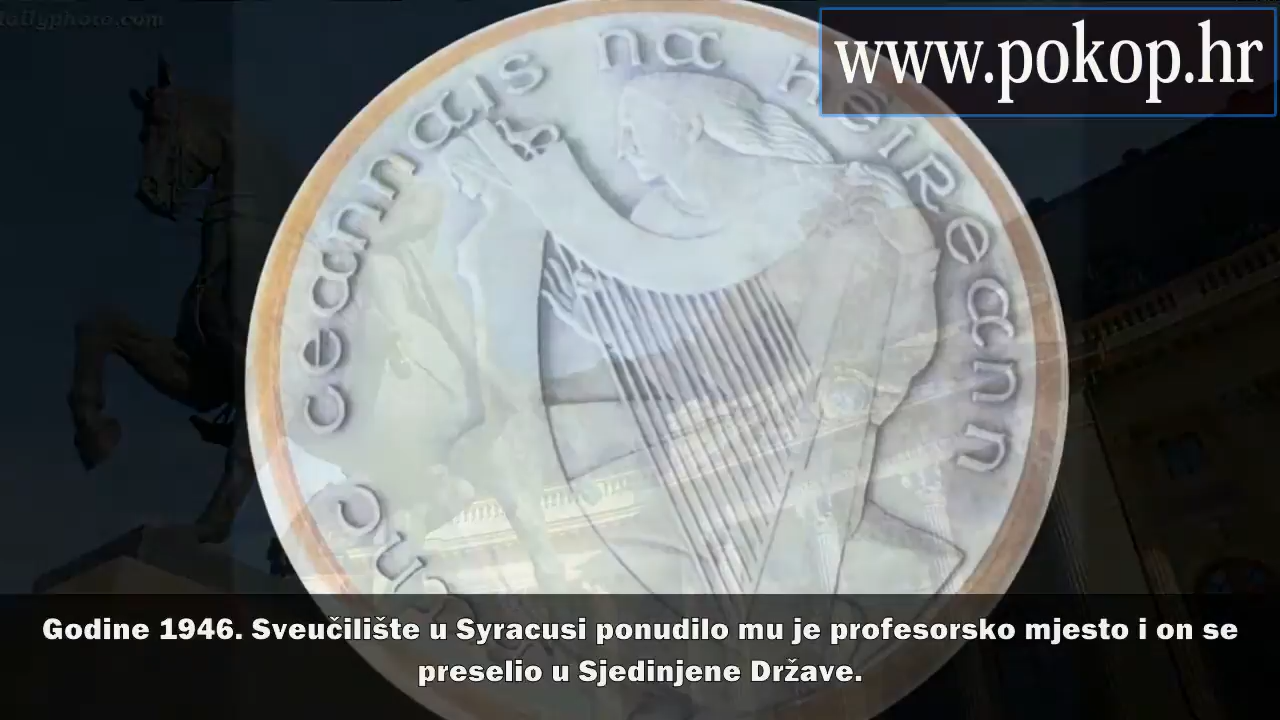 www.pokop.hr
ceannais na héireann
Godine 1946. Sveučilište u Syracusi ponudilo mu je profesorsko mjesto i on se
preselio u Sjedinjene Države.